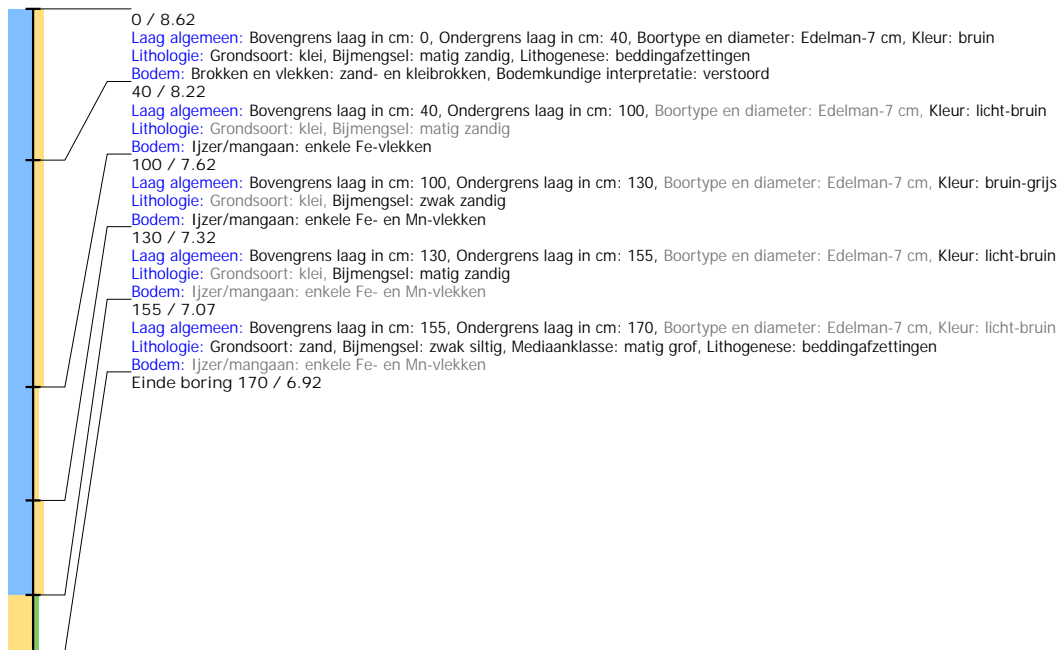 0 / 8.62
Laag algemeen: Bovengrens laag in cm: 0, Ondergrens laag in cm: 40, Boortype en diameter: Edelman-7 cm, Kleur: bruin
Lithologie: Grondsoort: klei, Bijmengsel: matig zandig, Lithogenese: beddingafzettingen
Bodem: Brokken en vlekken: zand- en kleibrokken, Bodemkundige interpretatie: verstoord
40 / 8.22
Laag algemeen: Bovengrens laag in cm: 40, Ondergrens laag in cm: 100, Boortype en diameter: Edelman-7 cm, Kleur: licht-bruin
Lithologie: Grondsoort: klei, Bijmengsel: matig zandig
Bodem: Ijzer/mangaan: enkele Fe-vlekken
100 / 7.62
Laag algemeen: Bovengrens laag in cm: 100, Ondergrens laag in cm: 130, Boortype en diameter: Edelman-7 cm, Kleur: bruin-grijs
Lithologie: Grondsoort: klei, Bijmengsel: zwak zandig
Bodem: Ijzer/mangaan: enkele Fe- en Mn-vlekken
130 / 7.32
Laag algemeen: Bovengrens laag in cm: 130, Ondergrens laag in cm: 155, Boortype en diameter: Edelman-7 cm, Kleur: licht-bruin
Lithologie: Grondsoort: klei, Bijmengsel: matig zandig
Bodem: Ijzer/mangaan: enkele Fe- en Mn-vlekken
155 / 7.07
Laag algemeen: Bovengrens laag in cm: 155, Ondergrens laag in cm: 170, Boortype en diameter: Edelman-7 cm, Kleur: licht-bruin
Lithologie: Grondsoort: zand, Bijmengsel: zwak siltig, Mediaanklasse: matig grof, Lithogenese: beddingafzettingen
Bodem: Ijzer/mangaan: enkele Fe- en Mn-vlekken
Einde boring 170 / 6.92